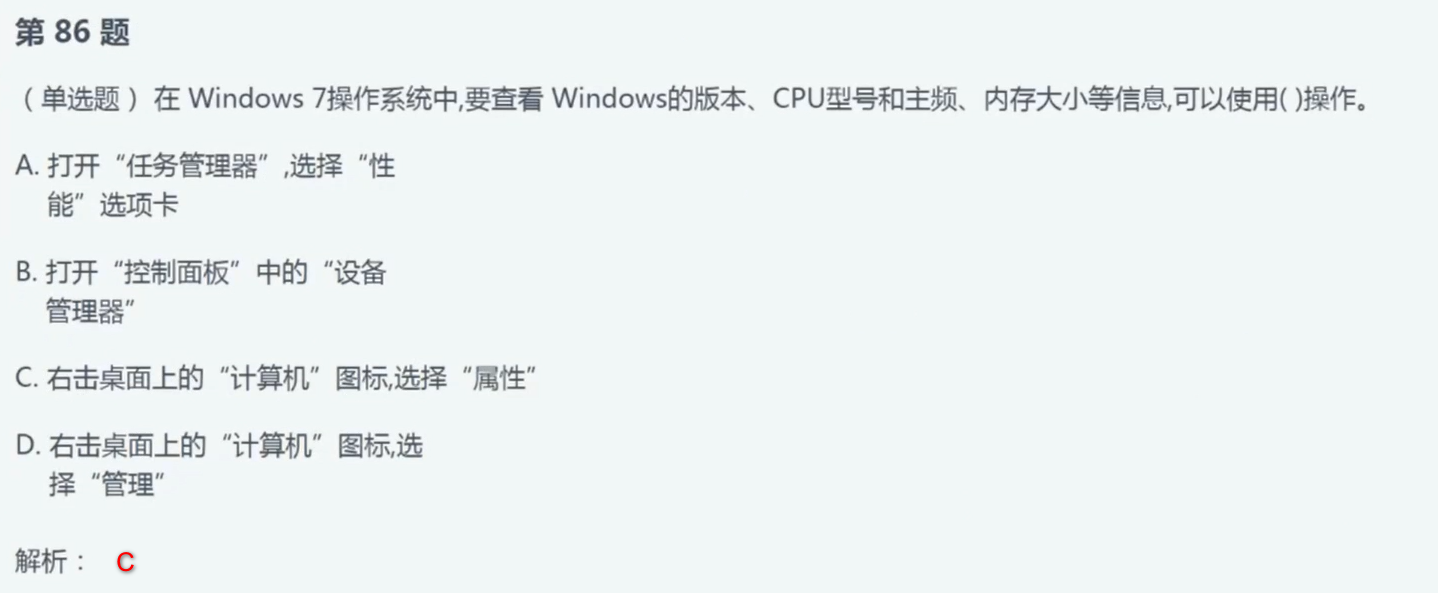 第 86 题
（单选题）在 Windows 7操作系统中,要查看 Windows的版本、CPU型号和主频、内存大小等信息,可以使用( )操作。
A. 打开“任务管理器”,选择“性
能”选项卡
B. 打开“控制面板”中的“设备
管理器”
C. 右击桌面上的“计算机”图标,选择“属性”
D. 右击桌面上的“计算机”图标,选
择“管理”
解析： C